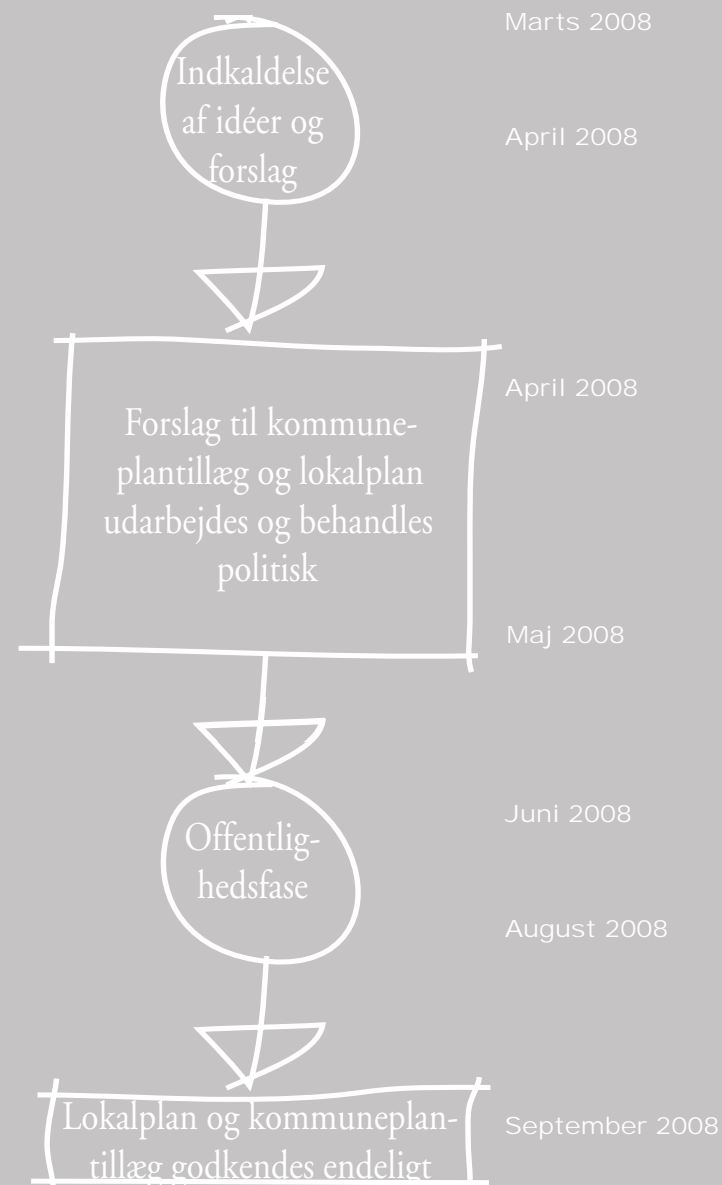 Marts 2008
Indkaldelse
af idéer og
forslag
April 2008
April 2008
Forslag til kommune-
plantillæg og lokalplan
udarbejdes og behandles
politisk
Maj 2008
Juni 2008
Offentlig-
hedsfase
August 2008
Lokalplan og kommuneplan-
tillæg godkendes endeligt
September 2008